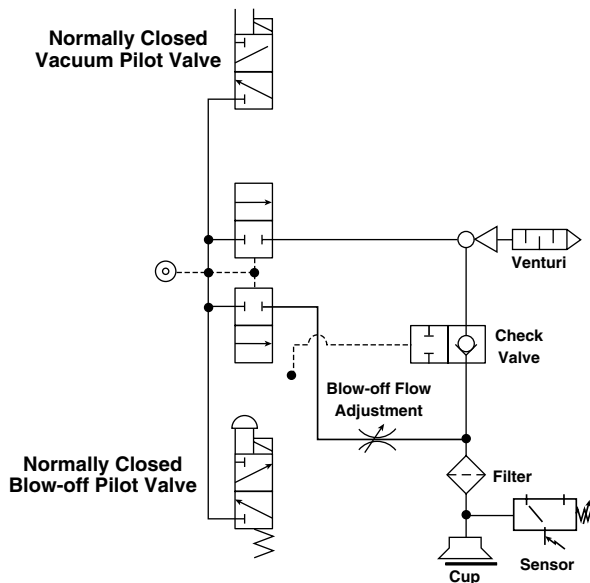 Normally Closed
Vacuum Pilot Valve
Venturi
Check
Valve
Blow-off Flow
Adjustment
Normally Closed
Blow-off Pilot Valve
Filter
Sensor
Cup